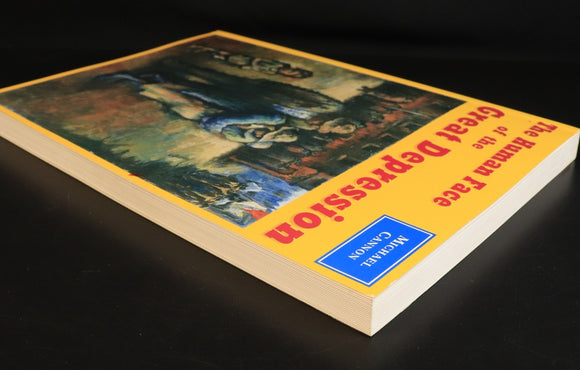 The Human Face
of the
Great Depression
MICHAEL
CANNON